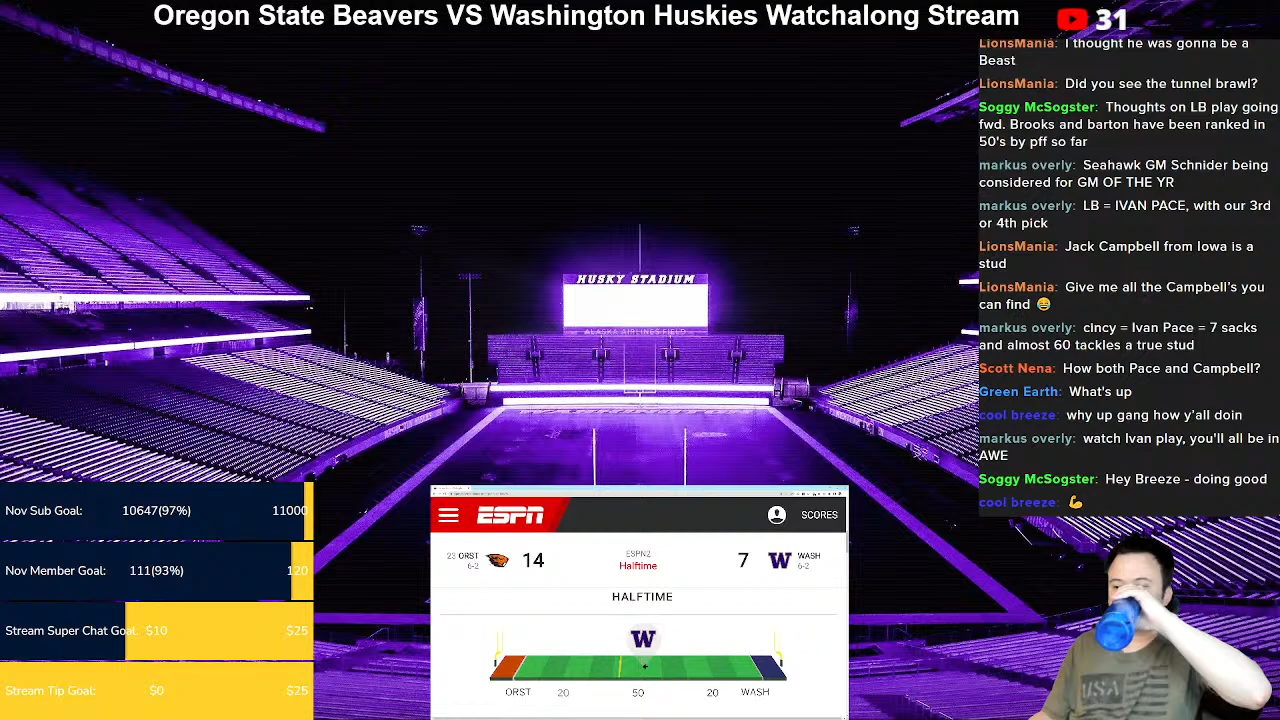 Oregon State Beavers VS Washington Huskies Watchalong Stream
31
LionsMania: I thought he was gonna be a
Beast
LionsMania: Did you see the tunnel brawl?
Soggy McSogster: Thoughts on LB play going
fwd. Brooks and barton have been ranked in
50's by pff so far
markus overly: Seahawk GM Schnider being
considered for GM OF THE YR
markus overly: LB = IVAN PACE, with our 3rd
or 4th pick
LionsMania: Jack Campbell from Iowa is a
stud
LionsMania: Give me all the Campbell's you
can find 😅
markus overly: cincy = Ivan Pace = 7 sacks
and almost 60 tackles a true stud
Scott Nena: How both Pace and Campbell?
Green Earth: What's up
cool breeze: why up gang how y'all doin
markus overly: watch Ivan play, you'll all be in
AWE
Soggy McSogster: Hey Breeze, doing good
cool breeze: 💪
HUSKY STADIUM
ALASKA AIRLINES FIELD
Nov Sub Goal: 10647(97%) 11000
Nov Member Goal: 111(93%) 120
Stream Super Chat Goal: $10 $25
Stream Tip Goal: $0 $25
ESPN SCORES
23 ORST 14 ESPN2 7 W WASH
6-2 Halftime 6-2
HALFTIME
W
ORST 20 50 20 WASH
USA